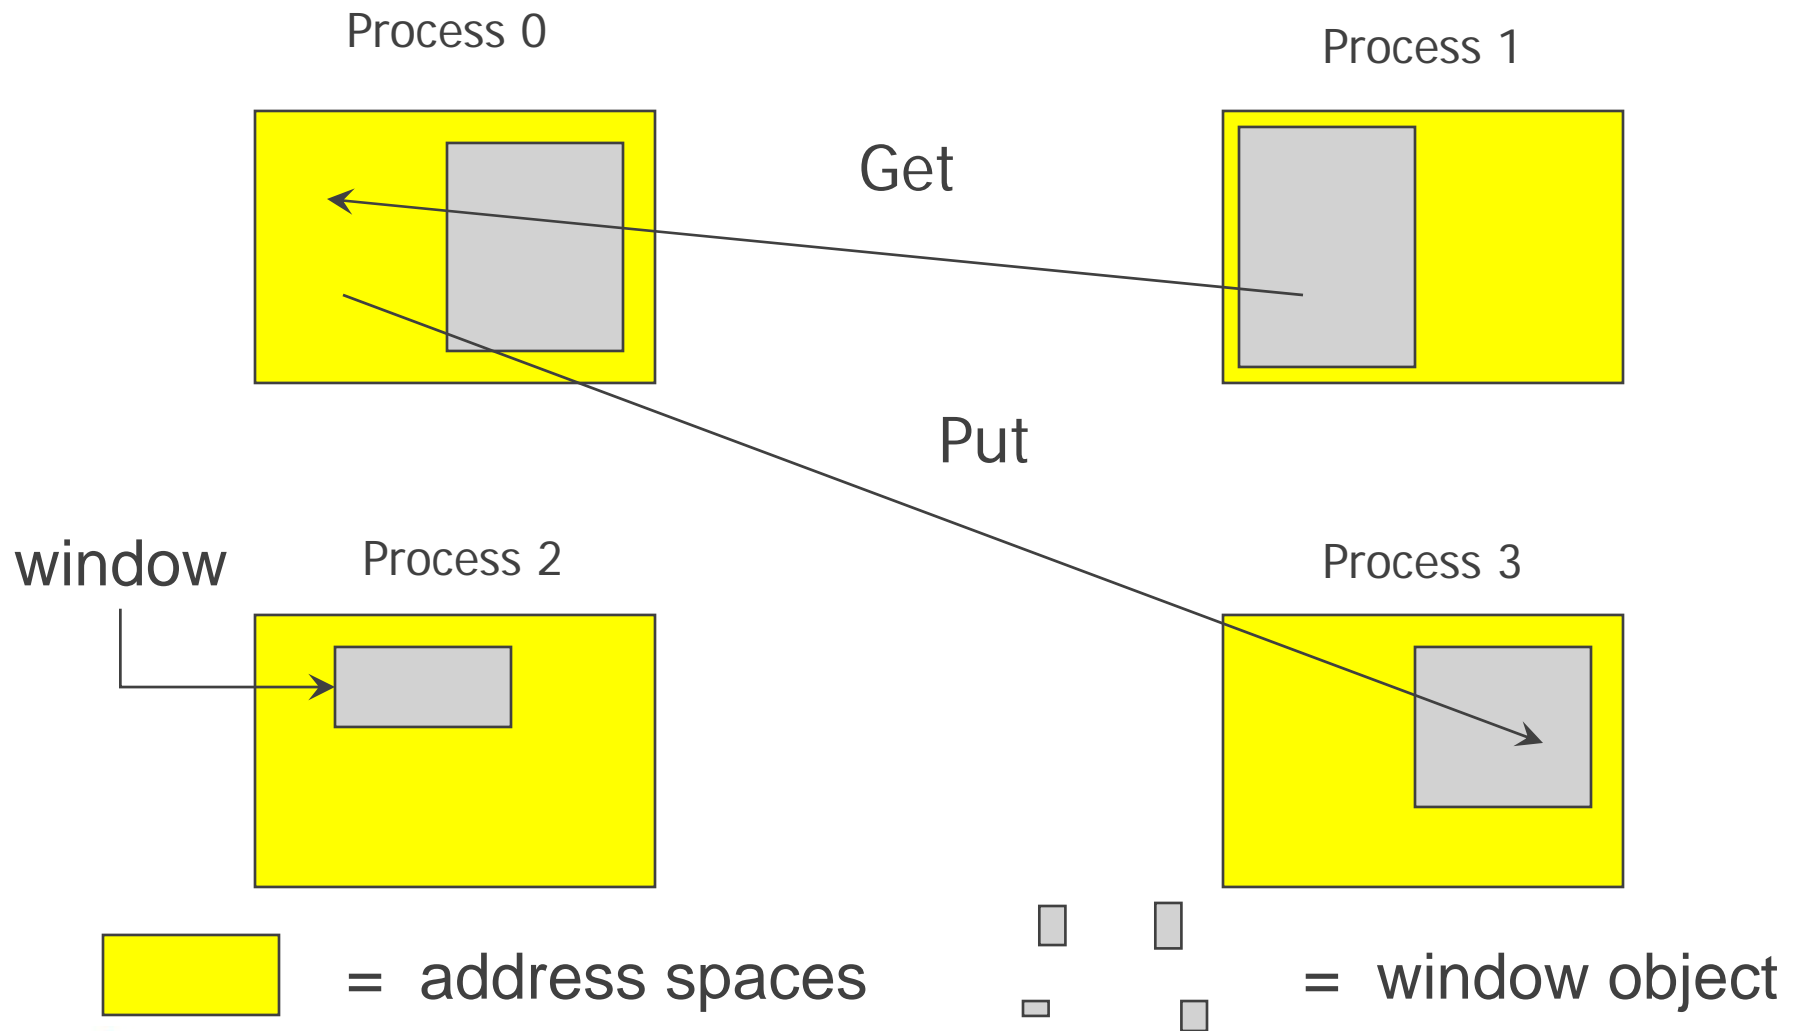 Process 0
Process 1
Get
Put
window
Process 2
Process 3
= address spaces
= window object